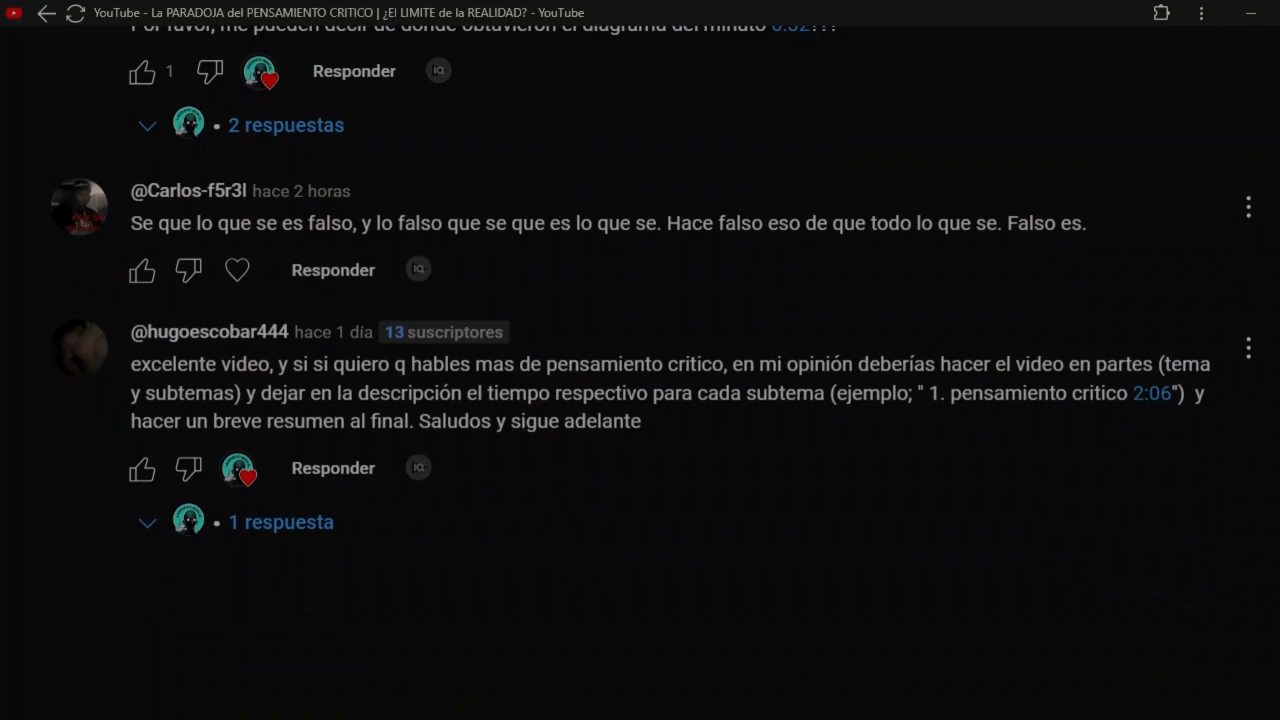 YouTube - La PARADOJA del PENSAMIENTO CRITICO | ¿El LIMITE de la REALIDAD? - YouTube
Por favor, me pueden decir de donde obtuvieron el diagrama del minuto 6:52???
1 Responder IQ
• 2 respuestas
@Carlos-f5r3l hace 2 horas
Se que lo que se es falso, y lo falso que se que es lo que se. Hace falso eso de que todo lo que se. Falso es.
Responder IQ
@hugoescobar444 hace 1 día 13 suscriptores
excelente video, y si si quiero q hables mas de pensamiento critico, en mi opinión deberías hacer el video en partes (tema
y subtemas) y dejar en la descripción el tiempo respectivo para cada subtema (ejemplo; " 1. pensamiento critico 2:06") y
hacer un breve resumen al final. Saludos y sigue adelante
Responder IQ
• 1 respuesta